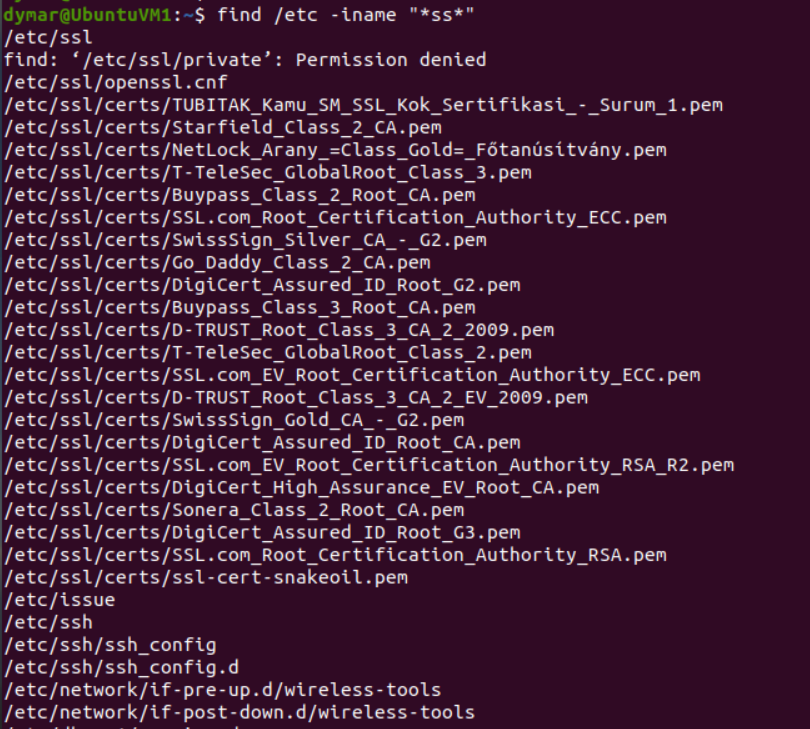 dymar@UbuntuVM1:~$ find /etc -iname "*ss*"
/etc/ssl
find: ‘/etc/ssl/private’: Permission denied
/etc/ssl/openssl.cnf
/etc/ssl/certs/TUBITAK_Kamu_SM_SSL_Kok_Sertifikasi_-_Surum_1.pem
/etc/ssl/certs/Starfield_Class_2_CA.pem
/etc/ssl/certs/NetLock_Arany_=Class_Gold=_Főtanúsítvány.pem
/etc/ssl/certs/T-TeleSec_GlobalRoot_Class_3.pem
/etc/ssl/certs/Buypass_Class_2_Root_CA.pem
/etc/ssl/certs/SSL.com_Root_Certification_Authority_ECC.pem
/etc/ssl/certs/SwissSign_Silver_CA_-_G2.pem
/etc/ssl/certs/Go_Daddy_Class_2_CA.pem
/etc/ssl/certs/DigiCert_Assured_ID_Root_G2.pem
/etc/ssl/certs/Buypass_Class_3_Root_CA.pem
/etc/ssl/certs/D-TRUST_Root_Class_3_CA_2_2009.pem
/etc/ssl/certs/T-TeleSec_GlobalRoot_Class_2.pem
/etc/ssl/certs/SSL.com_EV_Root_Certification_Authority_ECC.pem
/etc/ssl/certs/D-TRUST_Root_Class_3_CA_2_EV_2009.pem
/etc/ssl/certs/SwissSign_Gold_CA_-_G2.pem
/etc/ssl/certs/DigiCert_Assured_ID_Root_CA.pem
/etc/ssl/certs/SSL.com_EV_Root_Certification_Authority_RSA_R2.pem
/etc/ssl/certs/DigiCert_High_Assurance_EV_Root_CA.pem
/etc/ssl/certs/Sonera_Class_2_Root_CA.pem
/etc/ssl/certs/DigiCert_Assured_ID_Root_G3.pem
/etc/ssl/certs/SSL.com_Root_Certification_Authority_RSA.pem
/etc/ssl/certs/ssl-cert-snakeoil.pem
/etc/issue
/etc/ssh
/etc/ssh/ssh_config
/etc/ssh/ssh_config.d
/etc/network/if-pre-up.d/wireless-tools
/etc/network/if-post-down.d/wireless-tools